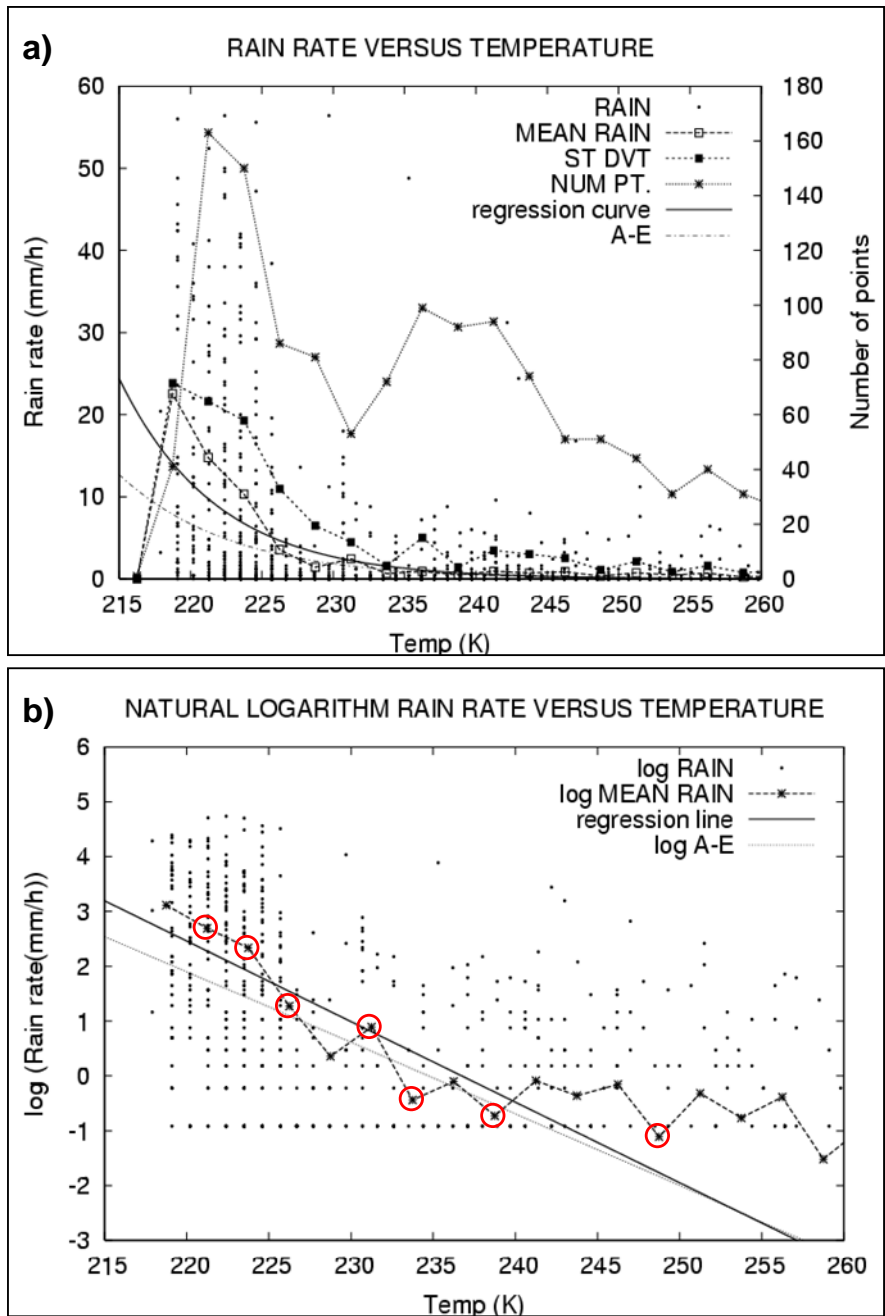 a)
RAIN RATE VERSUS TEMPERATURE
60
50
40
30
20
10
0
Rain rate (mm/h)
180
160
140
120
100
80
60
40
20
0
Number of points
RAIN
MEAN RAIN
ST DVT
NUM PT.
regression curve
A-E
215 220 225 230 235 240 245 250 255 260
Temp (K)
b)
NATURAL LOGARITHM RAIN RATE VERSUS TEMPERATURE
6
5
4
3
2
1
0
-1
-2
-3
log (Rain rate(mm/h))
log RAIN
log MEAN RAIN
regression line
log A-E
215 220 225 230 235 240 245 250 255 260
Temp (K)